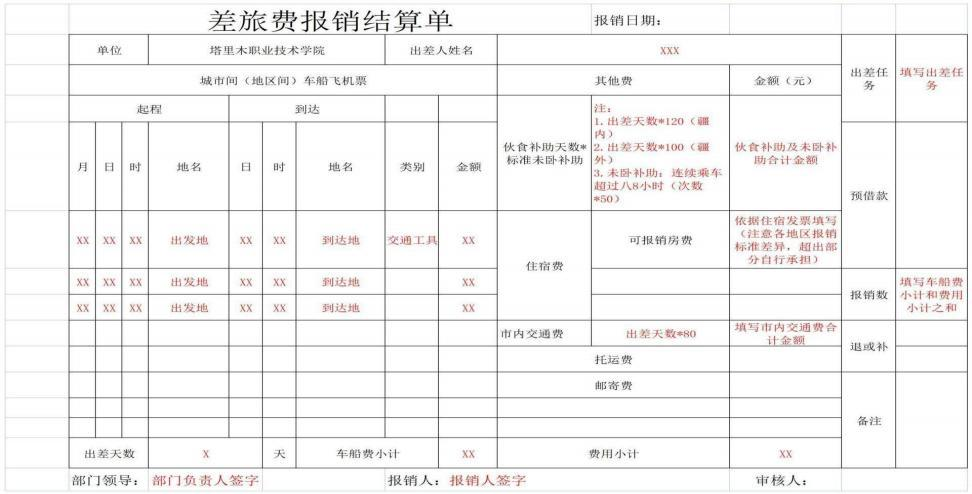 差旅费报销结算单 报销日期：
单位 塔里木职业技术学院 出差人姓名 XXX 出差任务 填写出差任务
城市间（地区间）车船飞机票 其他费 金额（元）
起程 到达
月 日 时 地名 日 时 地名 类别 金额
伙食补助天数*
标准未卧补助
注：
1.出差天数*120（疆
内）
2.出差天数*100（疆
外）
3.未卧补助：连续乘车
超过八8小时（次数
*50）
伙食补助及未卧补
助合计金额
预借款
XX XX XX 出发地 XX XX 到达地 交通工具 XX
住宿费
可报销房费
依据住宿发票填写
（注意各地区报销
标准差异，超出部
分自行承担）
XX XX XX 出发地 XX XX 到达地 XX
XX XX XX 出发地 XX XX 到达地 XX
报销数
填写车船费
小计和费用
小计之和
市内交通费 出差天数*80
填写市内交通费合
计金额
退或补
托运费
邮寄费
备注
出差天数 X 天 车船费小计 XX 费用小计 XX
部门领导： 部门负责人签字 报销人： 报销人签字 审核人：